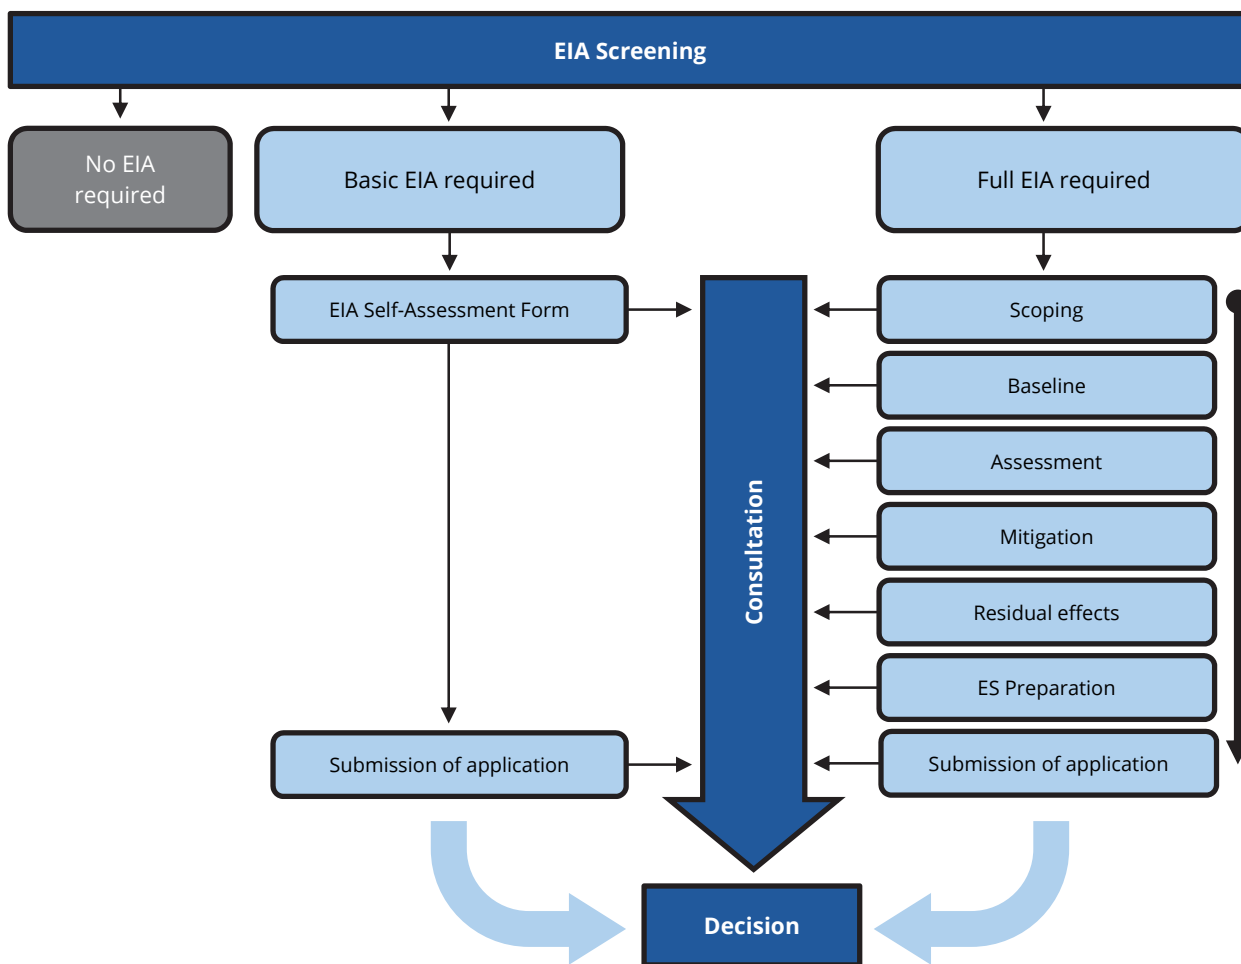 EIA Screening
No EIA
required
Basic EIA required
Full EIA required
EIA Self-Assessment Form
Scoping
Baseline
Assessment
Mitigation
Consultation
Residual effects
ES Preparation
Submission of application
Submission of application
Decision